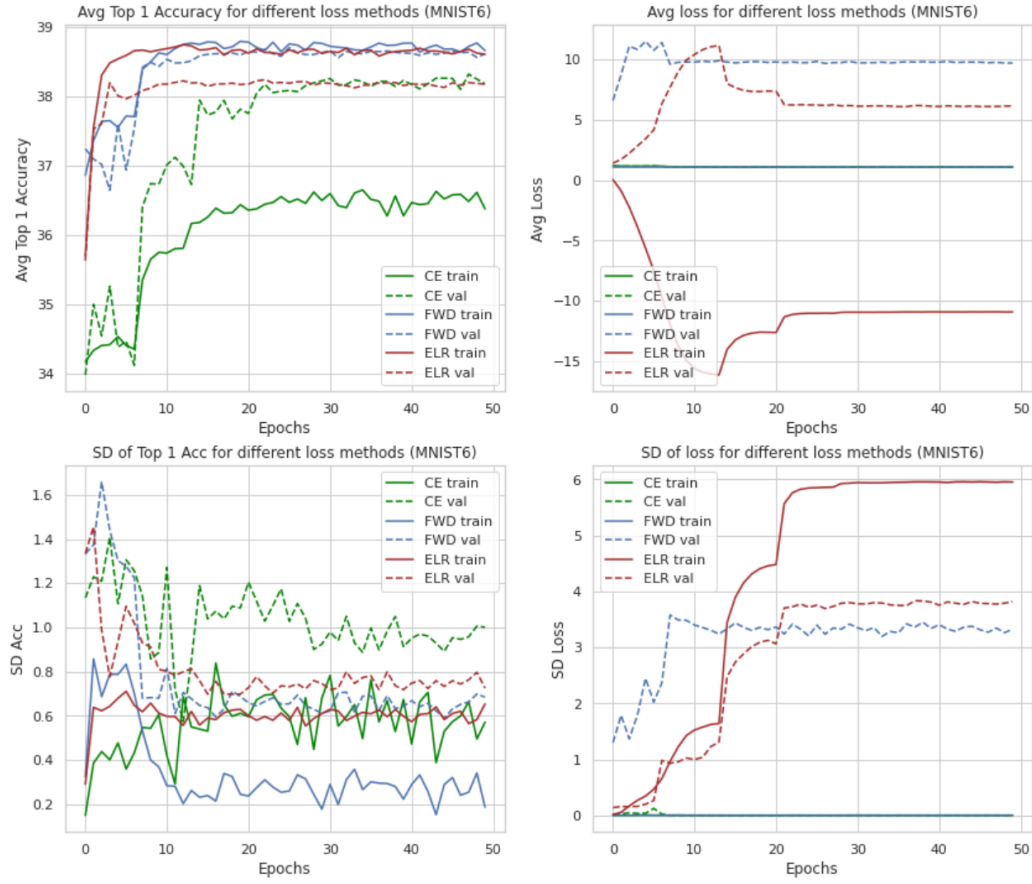 Avg Top 1 Accuracy for different loss methods (MNIST6)
Avg Top 1 Accuracy
39
38
37
36
35
34
CE train
CE val
FWD train
FWD val
ELR train
ELR val
0
10
20
30
40
50
Epochs
Avg loss for different loss methods (MNIST6)
Avg Loss
10
5
0
−5
−10
−15
CE train
CE val
FWD train
FWD val
ELR train
ELR val
0
10
20
30
40
50
Epochs
SD of Top 1 Acc for different loss methods (MNIST6)
SD Acc
1.6
1.4
1.2
1.0
0.8
0.6
0.4
0.2
CE train
CE val
FWD train
FWD val
ELR train
ELR val
0
10
20
30
40
50
Epochs
SD of loss for different loss methods (MNIST6)
SD Loss
6
5
4
3
2
1
0
CE train
CE val
FWD train
FWD val
ELR train
ELR val
0
10
20
30
40
50
Epochs